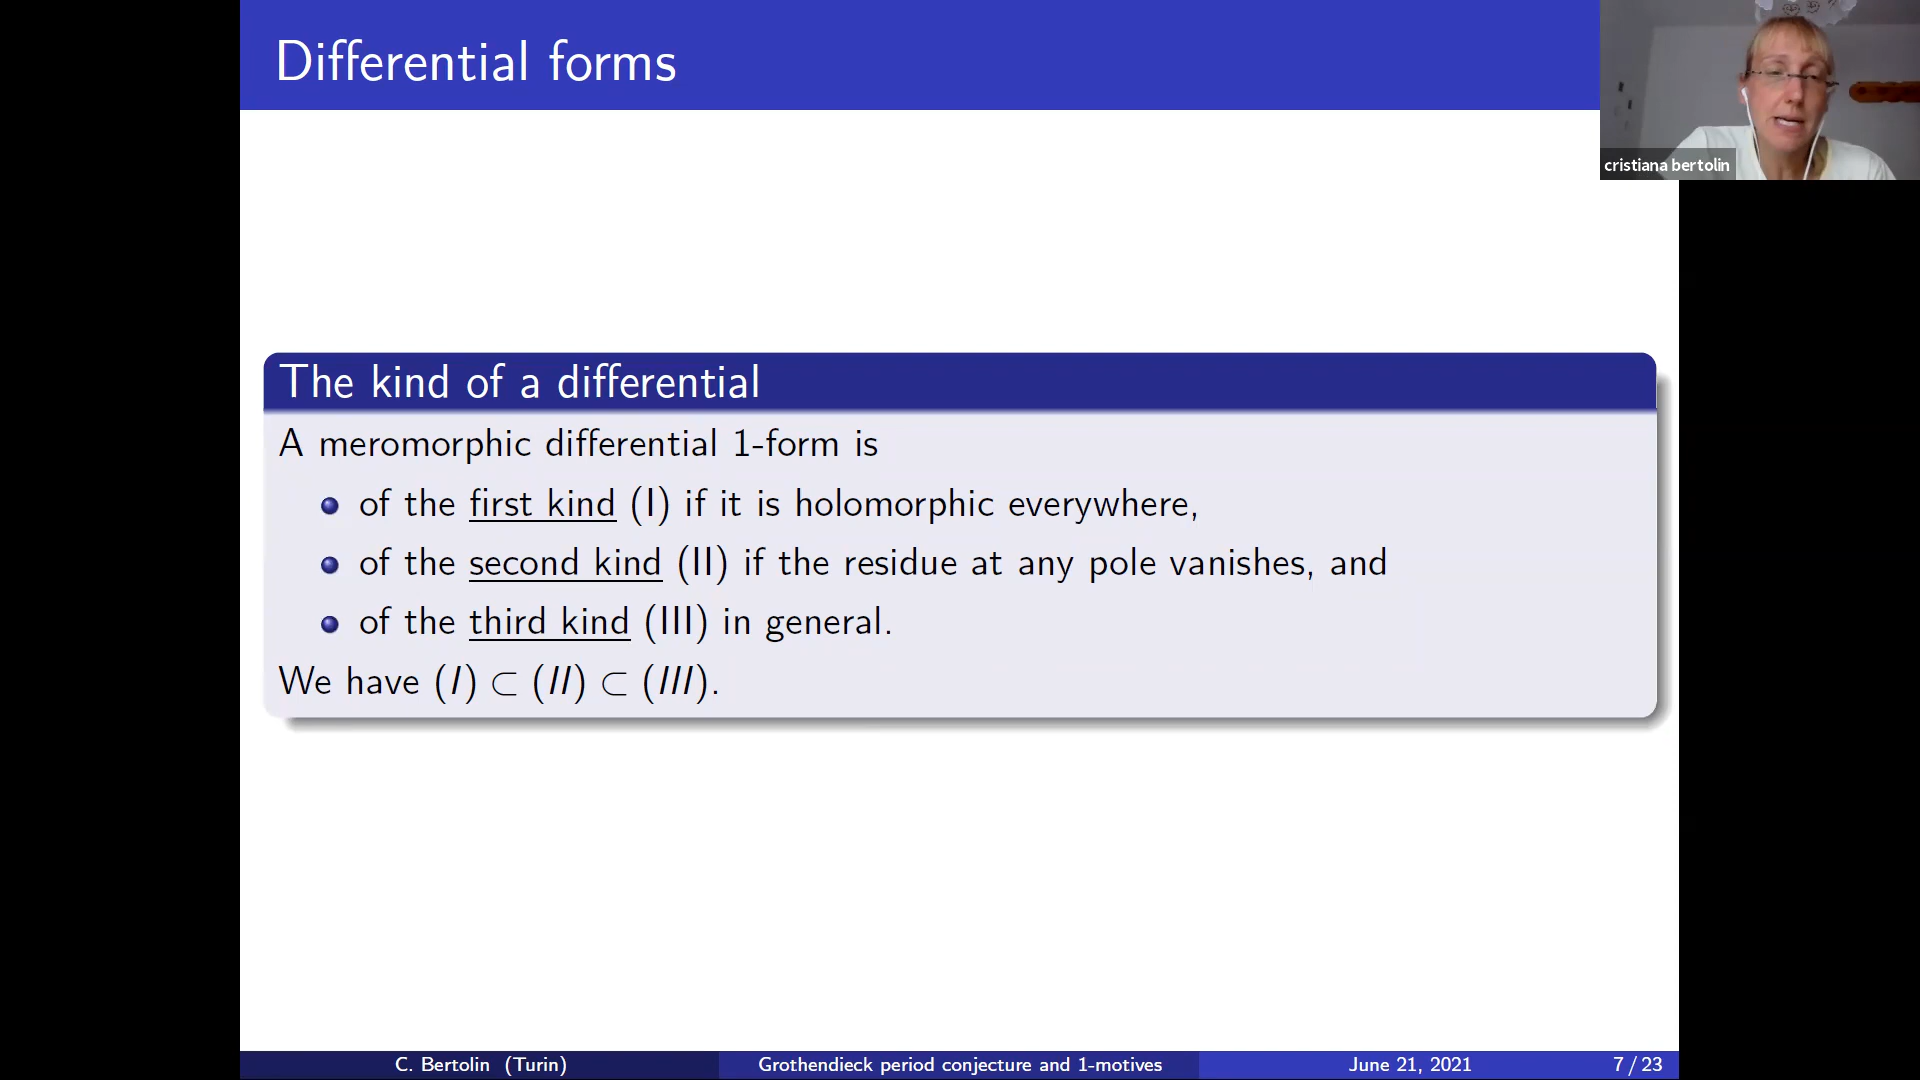 Differential forms
cristiana bertolin
The kind of a differential
A meromorphic differential 1-form is
of the first kind (I) if it is holomorphic everywhere,
of the second kind (II) if the residue at any pole vanishes, and
of the third kind (III) in general.
We have (I) ⊂ (II) ⊂ (III).
C. Bertolin (Turin) Grothendieck period conjecture and 1-motives June 21, 2021 7 / 23